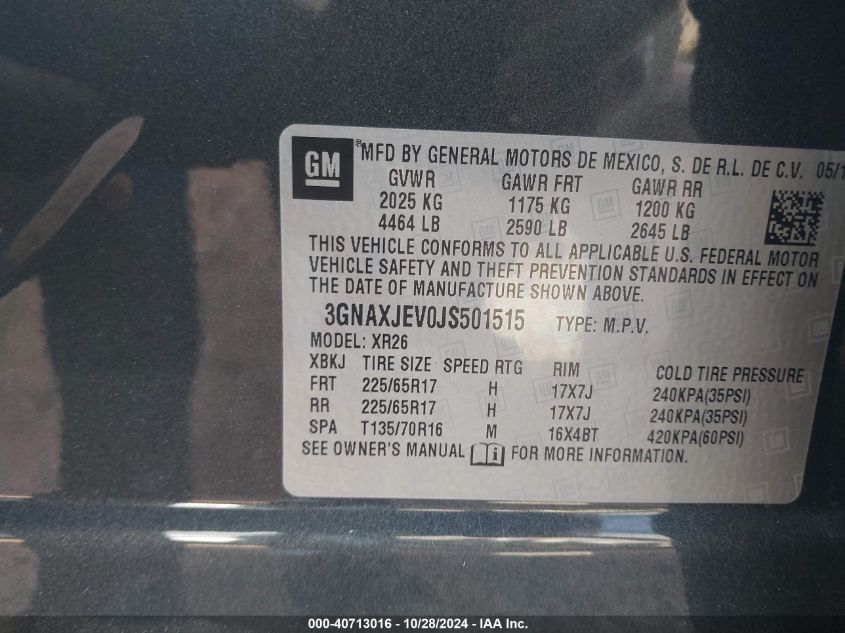 GM ® MFD BY GENERAL MOTORS DE MEXICO, S. DE R.L. DE C.V. 05/1
GVWR GAWR FRT GAWR RR
2025 KG 1175 KG 1200 KG
4464 LB 2590 LB 2645 LB
THIS VEHICLE CONFORMS TO ALL APPLICABLE U.S. FEDERAL MOTOR
VEHICLE SAFETY AND THEFT PREVENTION STANDARDS IN EFFECT ON
THE DATE OF MANUFACTURE SHOWN ABOVE.
3GNAXJEV0JS501515 TYPE: M.P.V.
MODEL: XR26
XBKJ TIRE SIZE SPEED RTG RIM COLD TIRE PRESSURE
FRT 225/65R17 H 17X7J 240KPA(35PSI)
RR 225/65R17 H 17X7J 240KPA(35PSI)
SPA T135/70R16 M 16X4BT 420KPA(60PSI)
SEE OWNER'S MANUAL i FOR MORE INFORMATION.
000-40713016 - 10/28/2024 - IAA Inc.